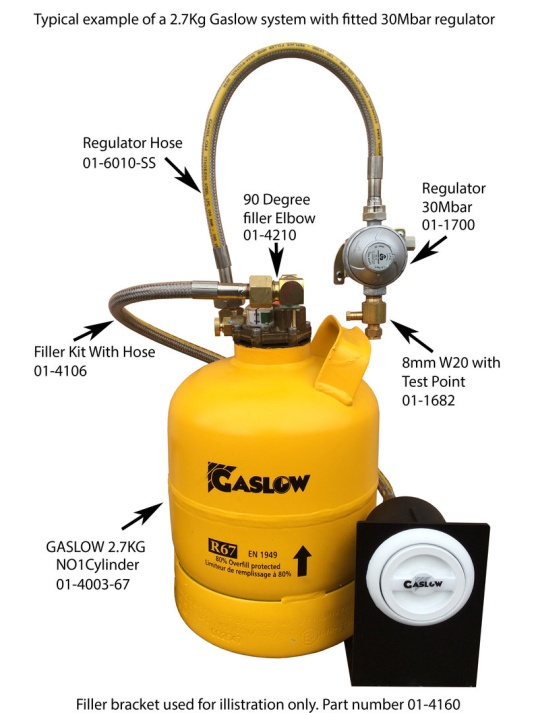 Typical example of a 2.7Kg Gaslow system with fitted 30Mbar regulator
Regulator Hose
01-6010-SS
90 Degree
filler Elbow
01-4210
Regulator
30Mbar
01-1700
Filler Kit With Hose
01-4106
8mm W20 with
Test Point
01-1682
GASLOW
GASLOW 2.7KG
NO1Cylinder
01-4003-67
R67 EN 1949
80% Overfill protected
Limiteur de remplissage à 80%
GASLOW
Filler bracket used for illistration only. Part number 01-4160